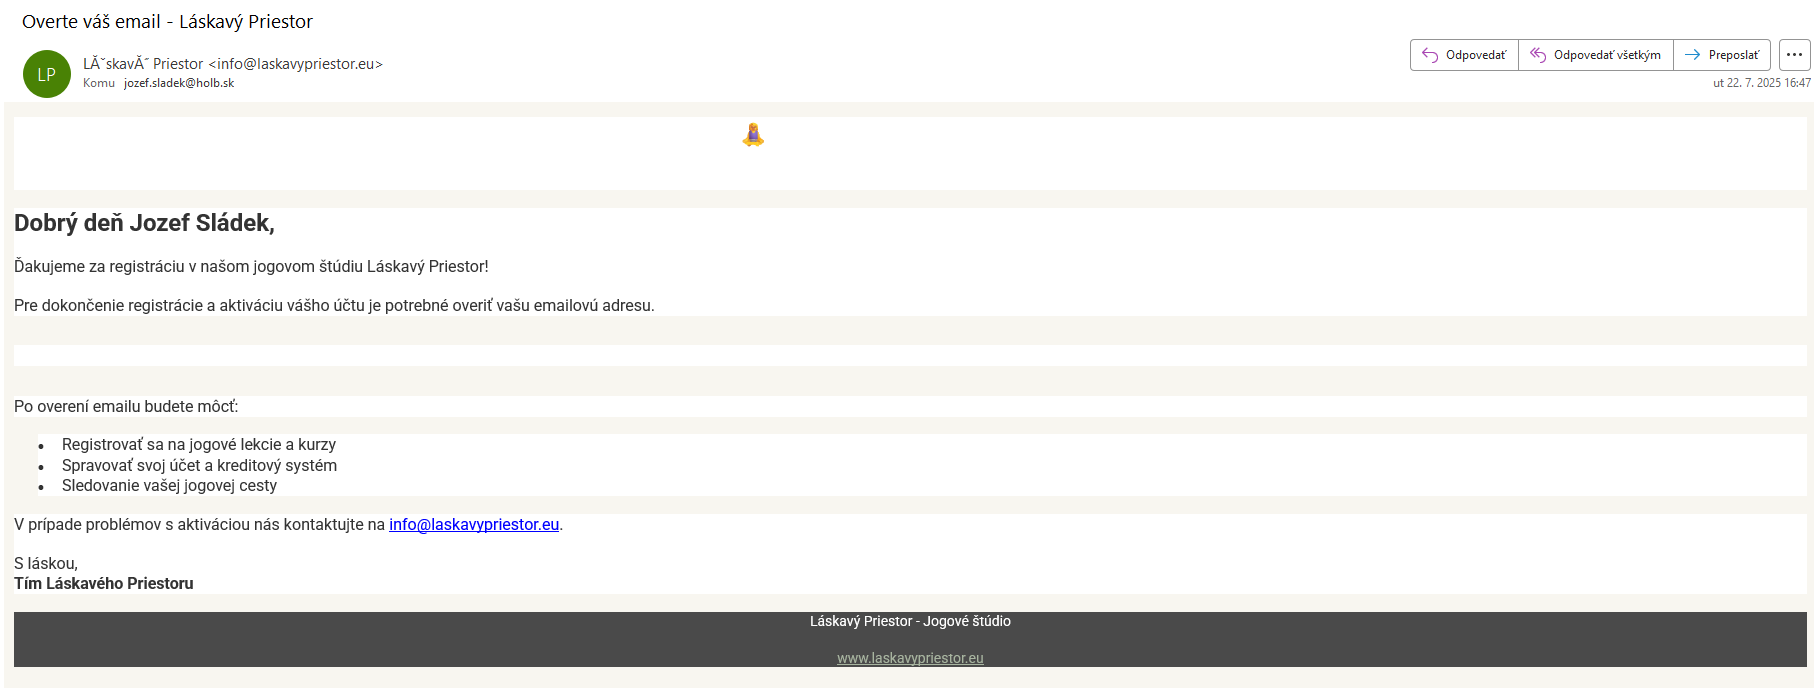 Overte váš email - Láskavý Priestor
LP
LĂˇskavĂ˝ Priestor <info@laskavypriestor.eu>
Komu jozef.sladek@holb.sk
Odpovedať
Odpovedať všetkým
Preposlať
ut 22. 7. 2025 16:47
Dobrý deň Jozef Sládek,
Ďakujeme za registráciu v našom jogovom štúdiu Láskavý Priestor!
Pre dokončenie registrácie a aktiváciu vášho účtu je potrebné overiť vašu emailovú adresu.
Po overení emailu budete môcť:
• Registrovať sa na jogové lekcie a kurzy
• Spravovať svoj účet a kreditový systém
• Sledovanie vašej jogovej cesty
V prípade problémov s aktiváciou nás kontaktujte na info@laskavypriestor.eu.
S láskou,
Tím Láskavého Priestoru
Láskavý Priestor - Jogové štúdio
www.laskavypriestor.eu